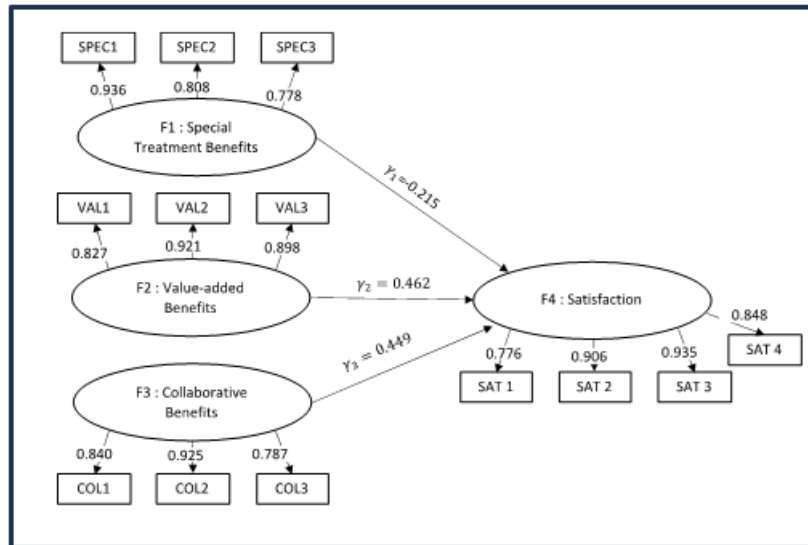 SPEC1
SPEC2
SPEC3
0.936
0.808
0.778
F1 : Special
Treatment Benefits
γ₁=-0.215
VAL1
VAL2
VAL3
0.827
0.921
0.898
F2 : Value-added
Benefits
γ₂ = 0.462
F4 : Satisfaction
0.848
SAT 4
γ₃ = 0.449
0.776
0.906
0.935
SAT 1
SAT 2
SAT 3
F3 : Collaborative
Benefits
0.840
0.925
0.787
COL1
COL2
COL3